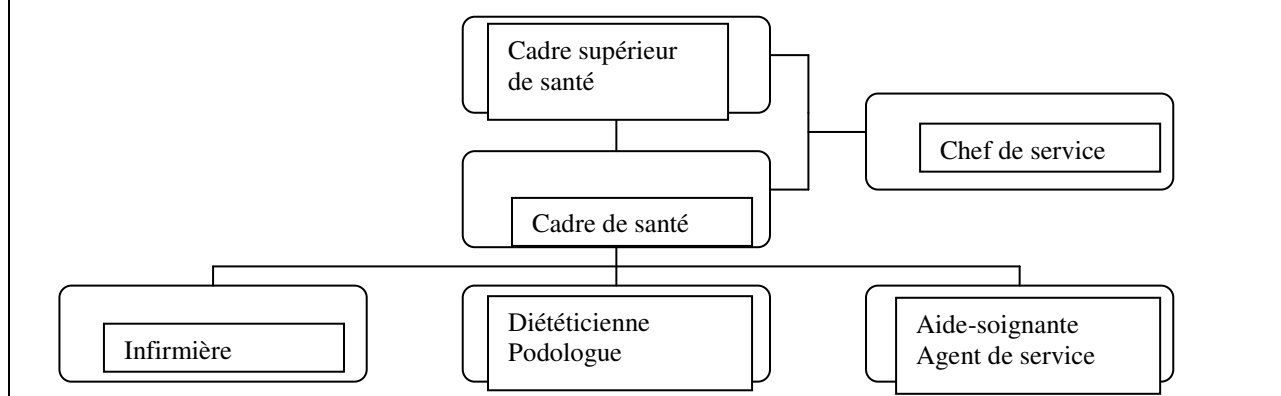 Cadre supérieur
de santé
Chef de service
Cadre de santé
Infirmière
Diététicienne
Podologue
Aide-soignante
Agent de service